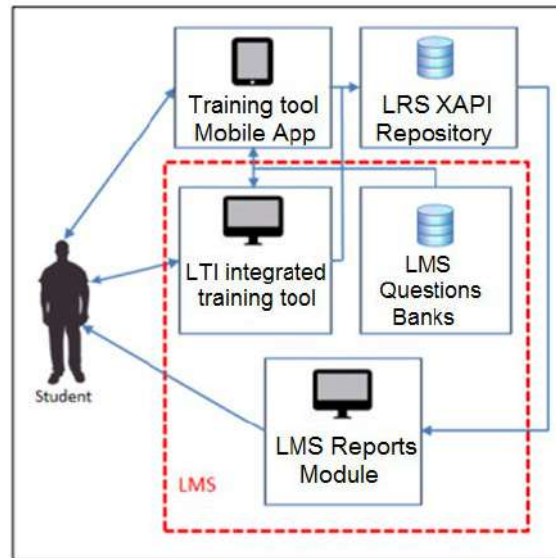 Training tool
Mobile App
LRS XAPI
Repository
LTI integrated
training tool
LMS
Questions
Banks
Student
LMS Reports
Module
LMS